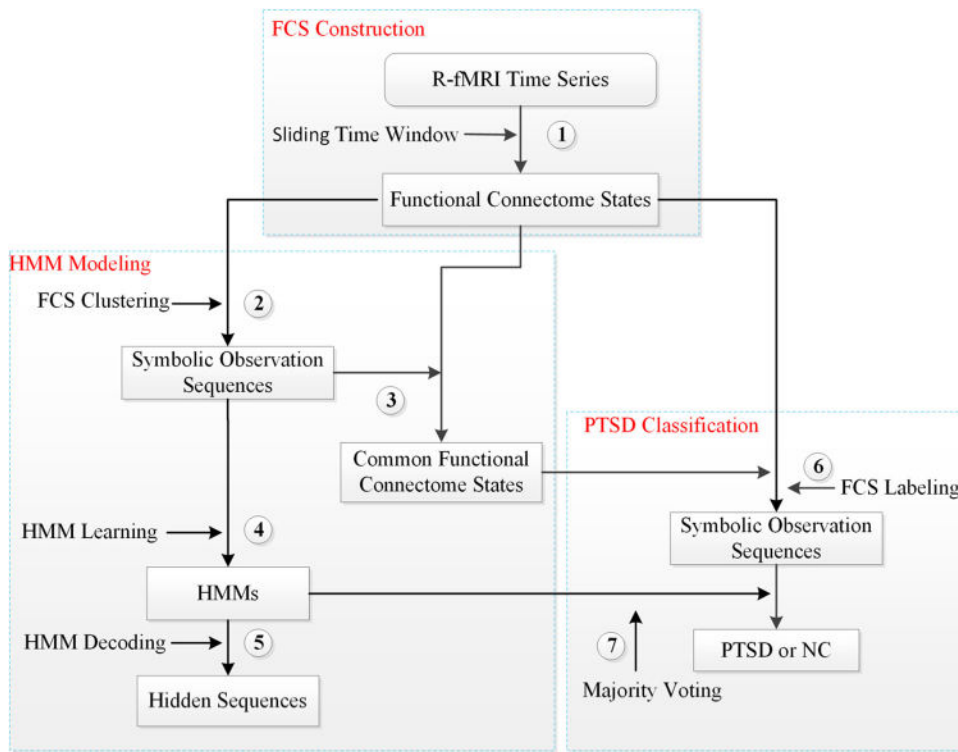 FCS Construction
R-fMRI Time Series
Sliding Time Window
1
Functional Connectome States
HMM Modeling
FCS Clustering
2
Symbolic Observation
Sequences
3
Common Functional
Connectome States
HMM Learning
4
HMMs
HMM Decoding
5
Hidden Sequences
PTSD Classification
6
FCS Labeling
Symbolic Observation
Sequences
7
Majority Voting
PTSD or NC